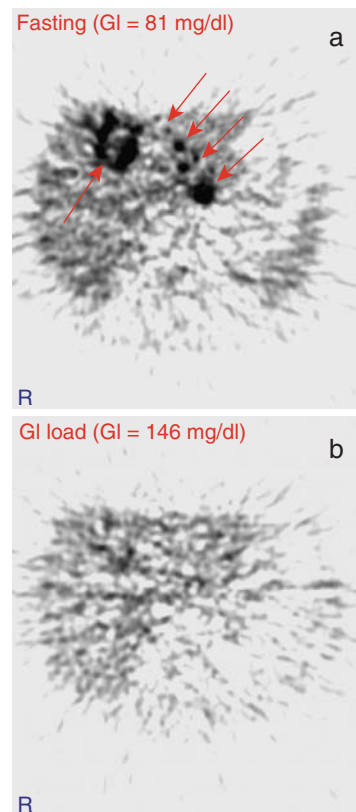 Fasting (Gl = 81 mg/dl)
a
R
Gl load (Gl = 146 mg/dl)
b
R